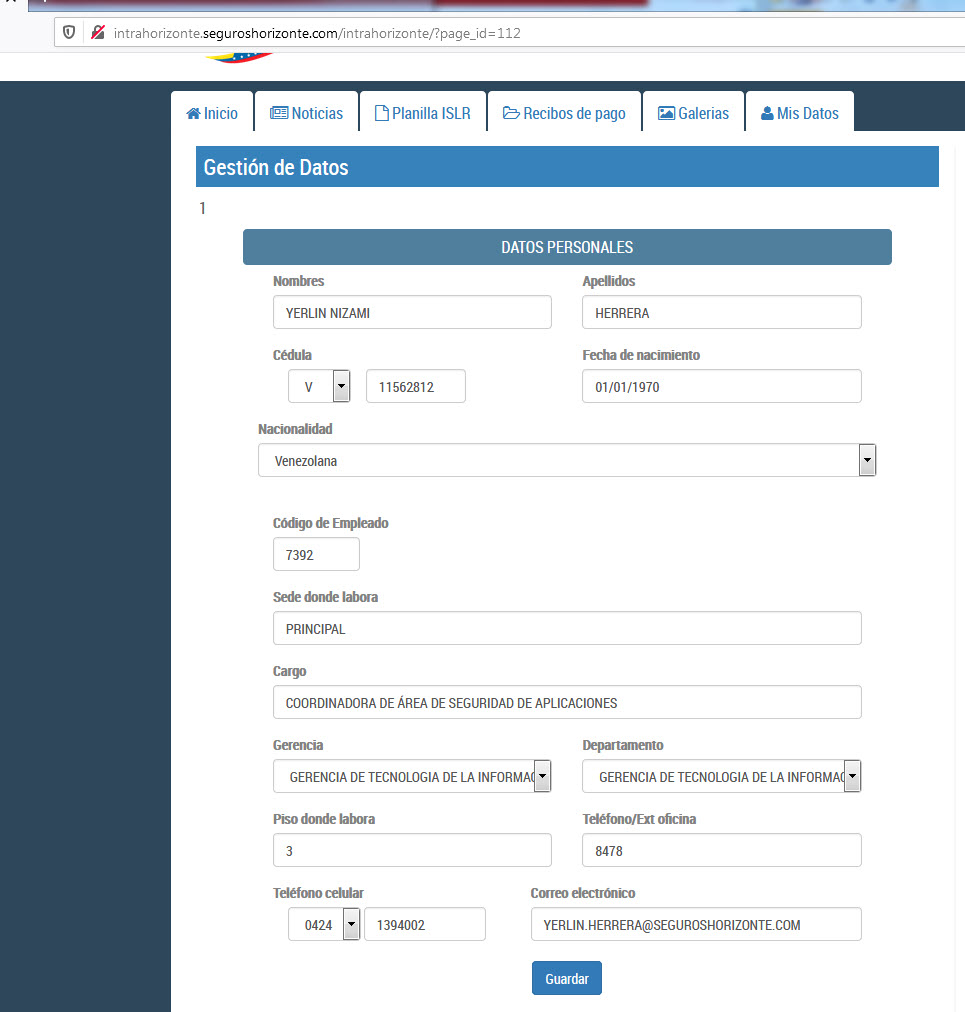 intrahorizonte.seguroshorizonte.com/intrahorizonte/?page_id=112
Inicio Noticias Planilla ISLR Recibos de pago Galerias Mis Datos
Gestión de Datos
1
DATOS PERSONALES
Nombres Apellidos
YERLIN NIZAMI HERRERA
Cédula Fecha de nacimiento
V 11562812 01/01/1970
Nacionalidad
Venezolana
Código de Empleado
7392
Sede donde labora
PRINCIPAL
Cargo
COORDINADORA DE ÁREA DE SEGURIDAD DE APLICACIONES
Gerencia Departamento
GERENCIA DE TECNOLOGIA DE LA INFORMAC GERENCIA DE TECNOLOGIA DE LA INFORMAC
Piso donde labora Teléfono/Ext oficina
3 8478
Teléfono celular Correo electrónico
0424 1394002 YERLIN.HERRERA@SEGUROSHORIZONTE.COM
Guardar